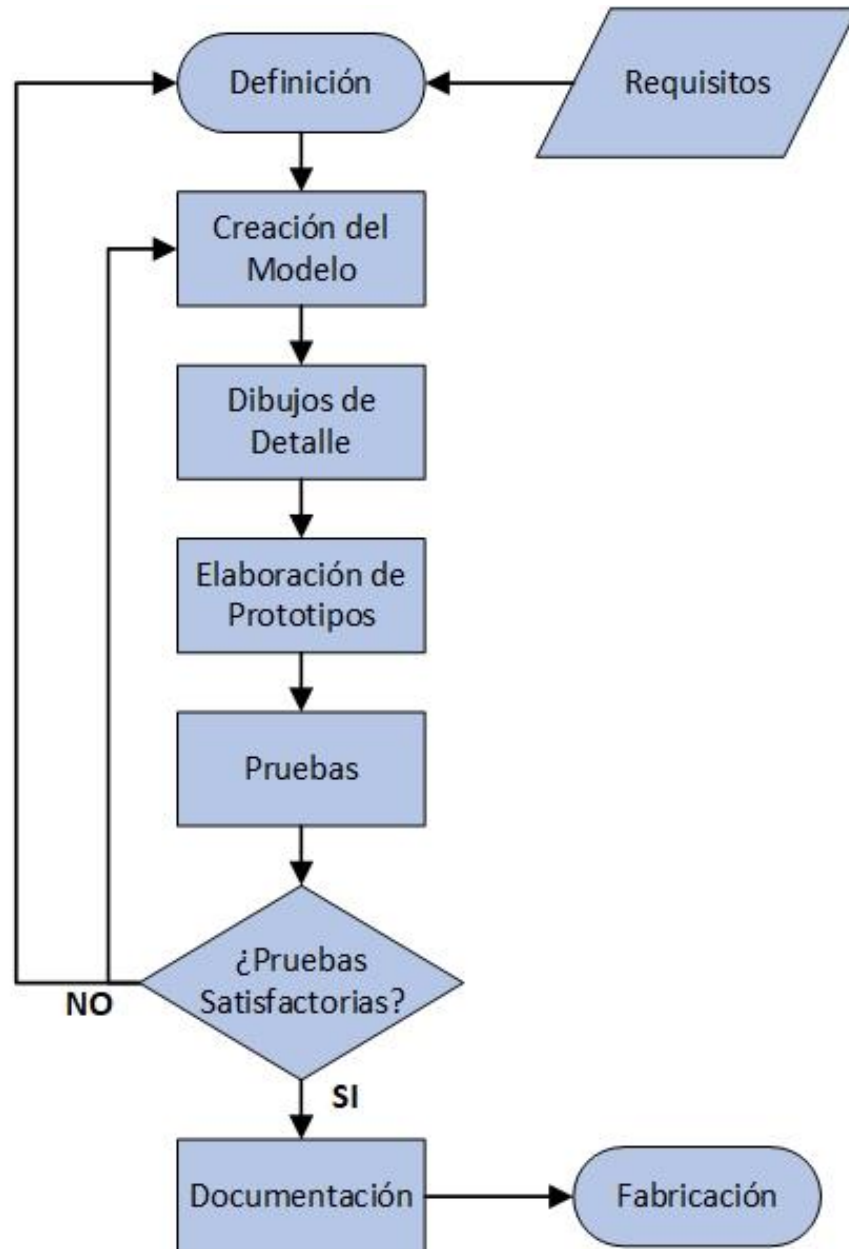 Definición
Requisitos
Creación del
Modelo
Dibujos de
Detalle
Elaboración de
Prototipos
Pruebas
¿Pruebas
Satisfactorias?
NO
SI
Documentación
Fabricación